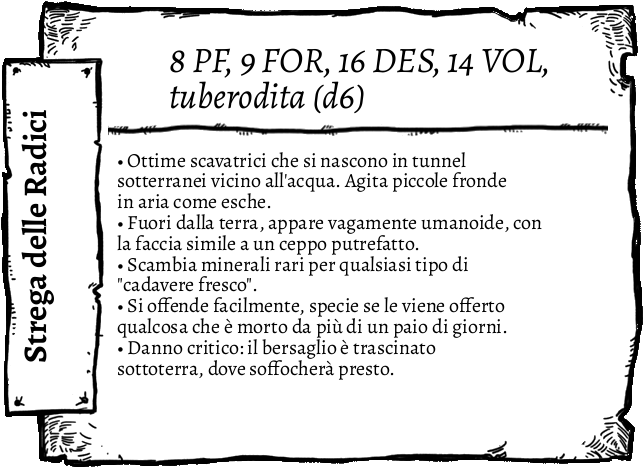 Strega delle Radici
8 PF, 9 FOR, 16 DES, 14 VOL,
tuberodita (d6)
• Ottime scavatrici che si nascono in tunnel
sotterranei vicino all'acqua. Agita piccole fronde
in aria come esche.
• Fuori dalla terra, appare vagamente umanoide, con
la faccia simile a un ceppo putrefatto.
• Scambia minerali rari per qualsiasi tipo di
"cadavere fresco".
• Si offende facilmente, specie se le viene offerto
qualcosa che è morto da più di un paio di giorni.
• Danno critico: il bersaglio è trascinato
sottoterra, dove soffocherà presto.